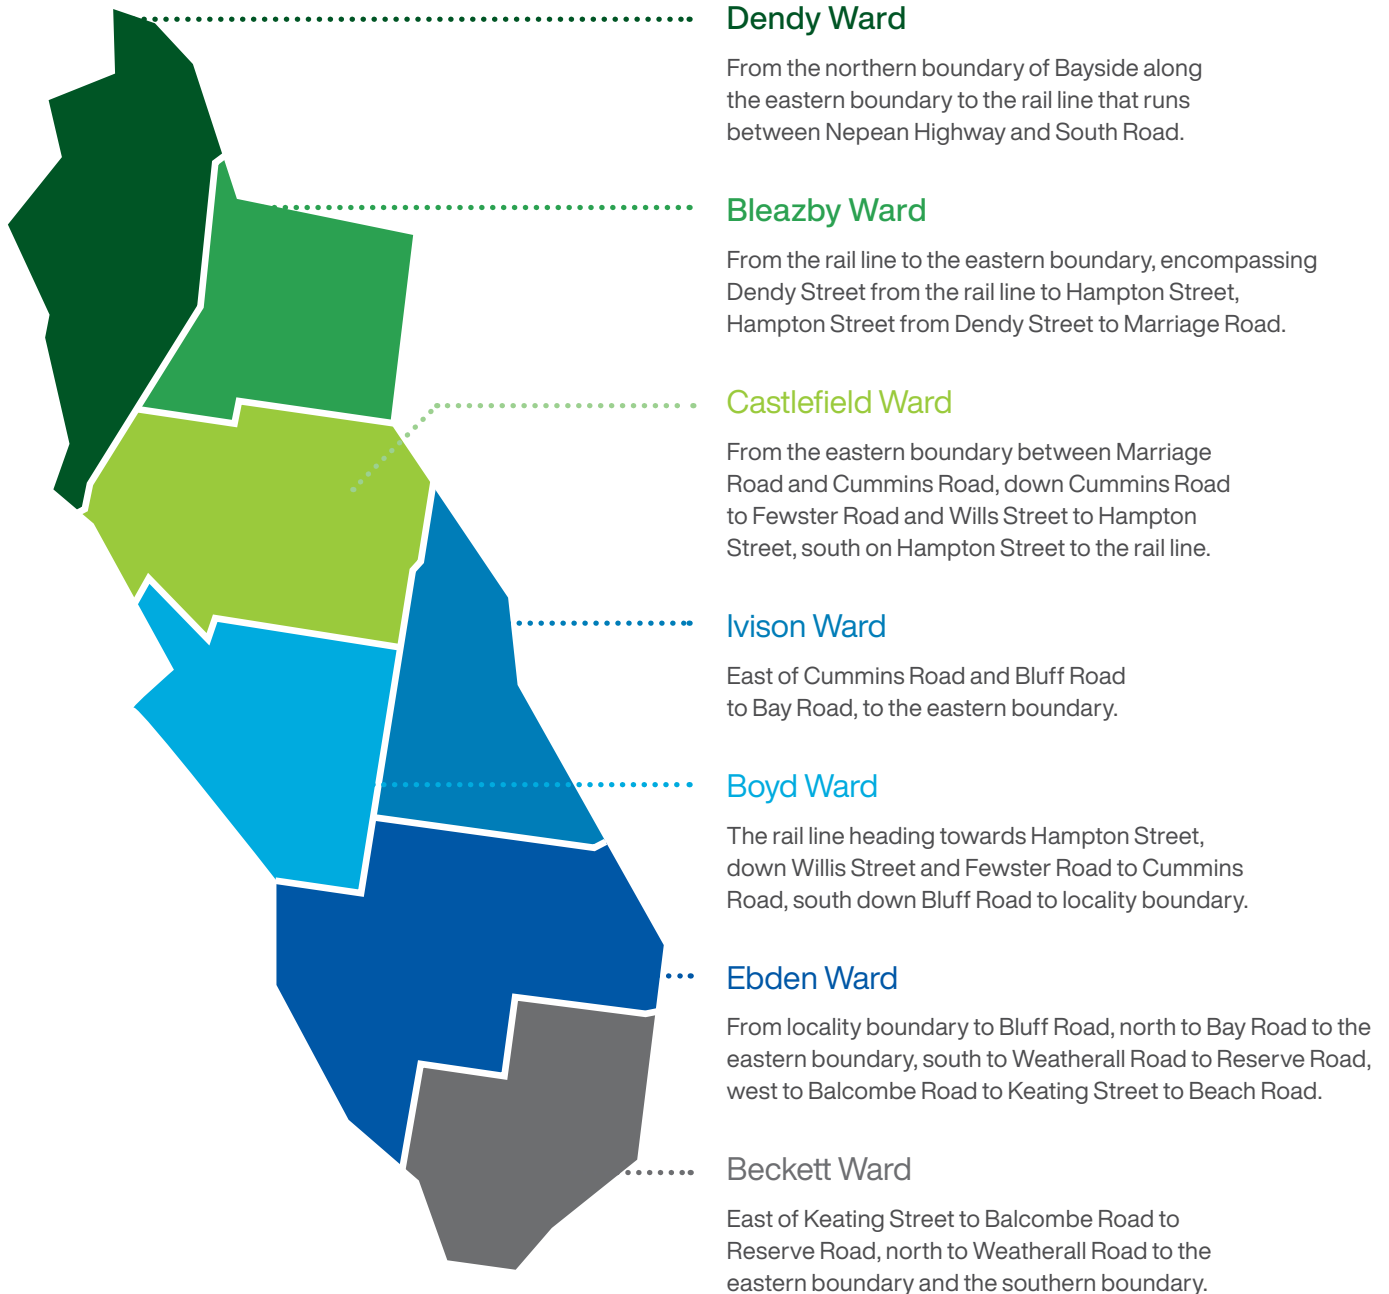 Dendy Ward
From the northern boundary of Bayside along
the eastern boundary to the rail line that runs
between Nepean Highway and South Road.
Bleazby Ward
From the rail line to the eastern boundary, encompassing
Dendy Street from the rail line to Hampton Street,
Hampton Street from Dendy Street to Marriage Road.
Castlefield Ward
From the eastern boundary between Marriage
Road and Cummins Road, down Cummins Road
to Fewster Road and Wills Street to Hampton
Street, south on Hampton Street to the rail line.
Ivison Ward
East of Cummins Road and Bluff Road
to Bay Road, to the eastern boundary.
Boyd Ward
The rail line heading towards Hampton Street,
down Willis Street and Fewster Road to Cummins
Road, south down Bluff Road to locality boundary.
Ebden Ward
From locality boundary to Bluff Road, north to Bay Road to the
eastern boundary, south to Weatherall Road to Reserve Road,
west to Balcombe Road to Keating Street to Beach Road.
Beckett Ward
East of Keating Street to Balcombe Road to
Reserve Road, north to Weatherall Road to the
eastern boundary and the southern boundary.